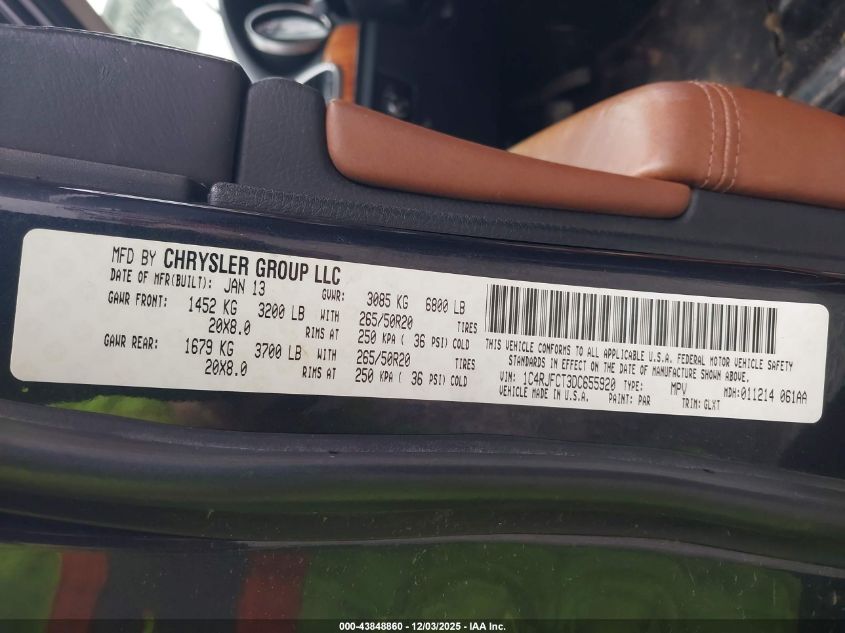 MFD BY CHRYSLER GROUP LLC
DATE OF MFR(BUILT): JAN 13 GVWR: 3085 KG 6800 LB
GAWR FRONT: 1452 KG 3200 LB WITH 265/50R20 TIRES
20X8.0 RIMS AT 250 KPA ( 36 PSI) COLD
GAWR REAR: 1679 KG 3700 LB WITH 265/50R20 TIRES
20X8.0 RIMS AT 250 KPA ( 36 PSI) COLD
THIS VEHICLE CONFORMS TO ALL APPLICABLE U.S.A. FEDERAL MOTOR VEHICLE SAFETY
STANDARDS IN EFFECT ON THE DATE OF MANUFACTURE SHOWN ABOVE.
VIN: 1C4RJFCT3DC655920 TYPE: MPV MDH:011214 061AA
VEHICLE MADE IN U.S.A. PAINT: PAR TRIM: GLXT
000-43848860 - 12/03/2025 - IAA Inc.